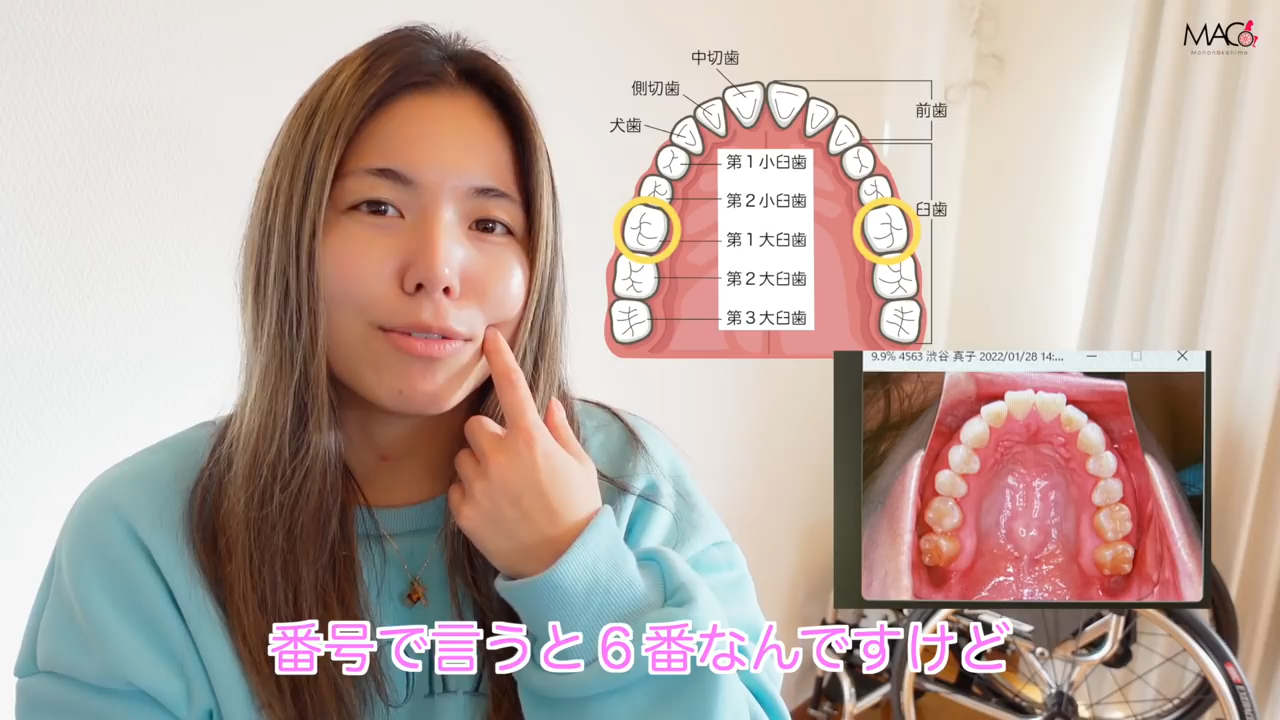 MACo
Mononokehime
中切歯
側切歯
犬歯
前歯
第1小臼歯
第2小臼歯
臼歯
第1大臼歯
第2大臼歯
第3大臼歯
9.9% 4563 渋谷 真子 2022/01/28 14:...
番号で言うと6番なんですけど